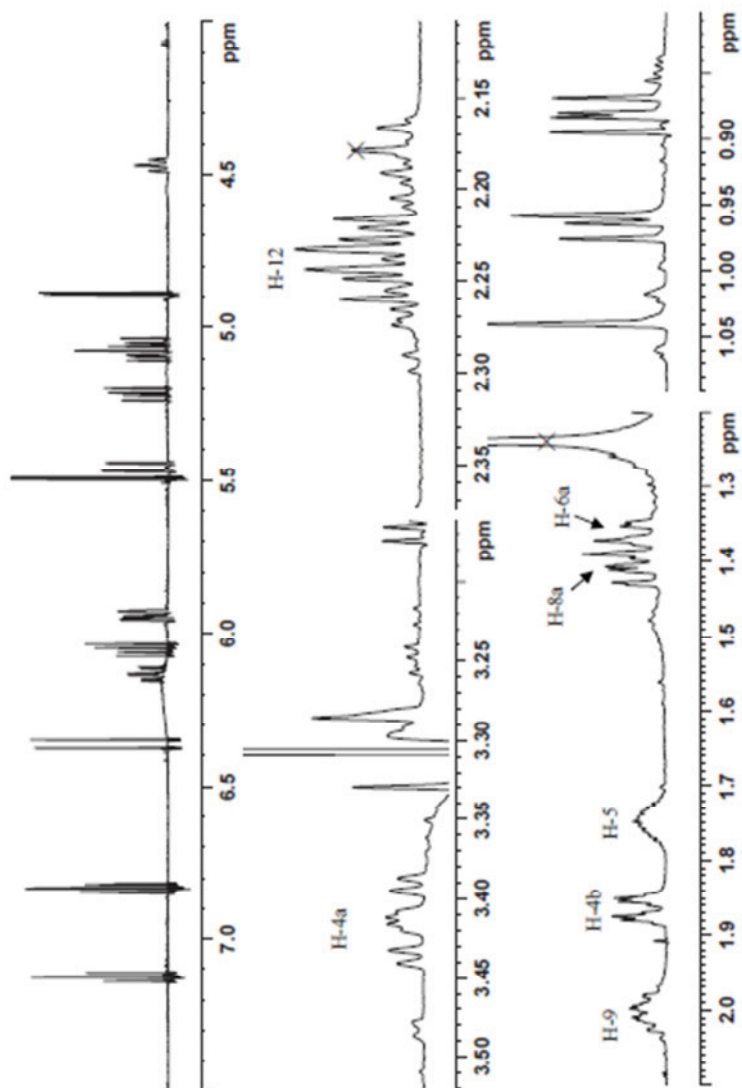 7.0 6.5 6.0 5.5 5.0 4.5 ppm
H-4a
3.50 3.45 3.40 3.35 3.30 3.25 ppm
H-12
2.35 2.30 2.25 2.20 2.15 ppm
H-9 H-4b H-5 H-8a H-6a
2.0 1.9 1.8 1.7 1.6 1.5 1.4 1.3 ppm
1.05 1.00 0.95 0.90 ppm